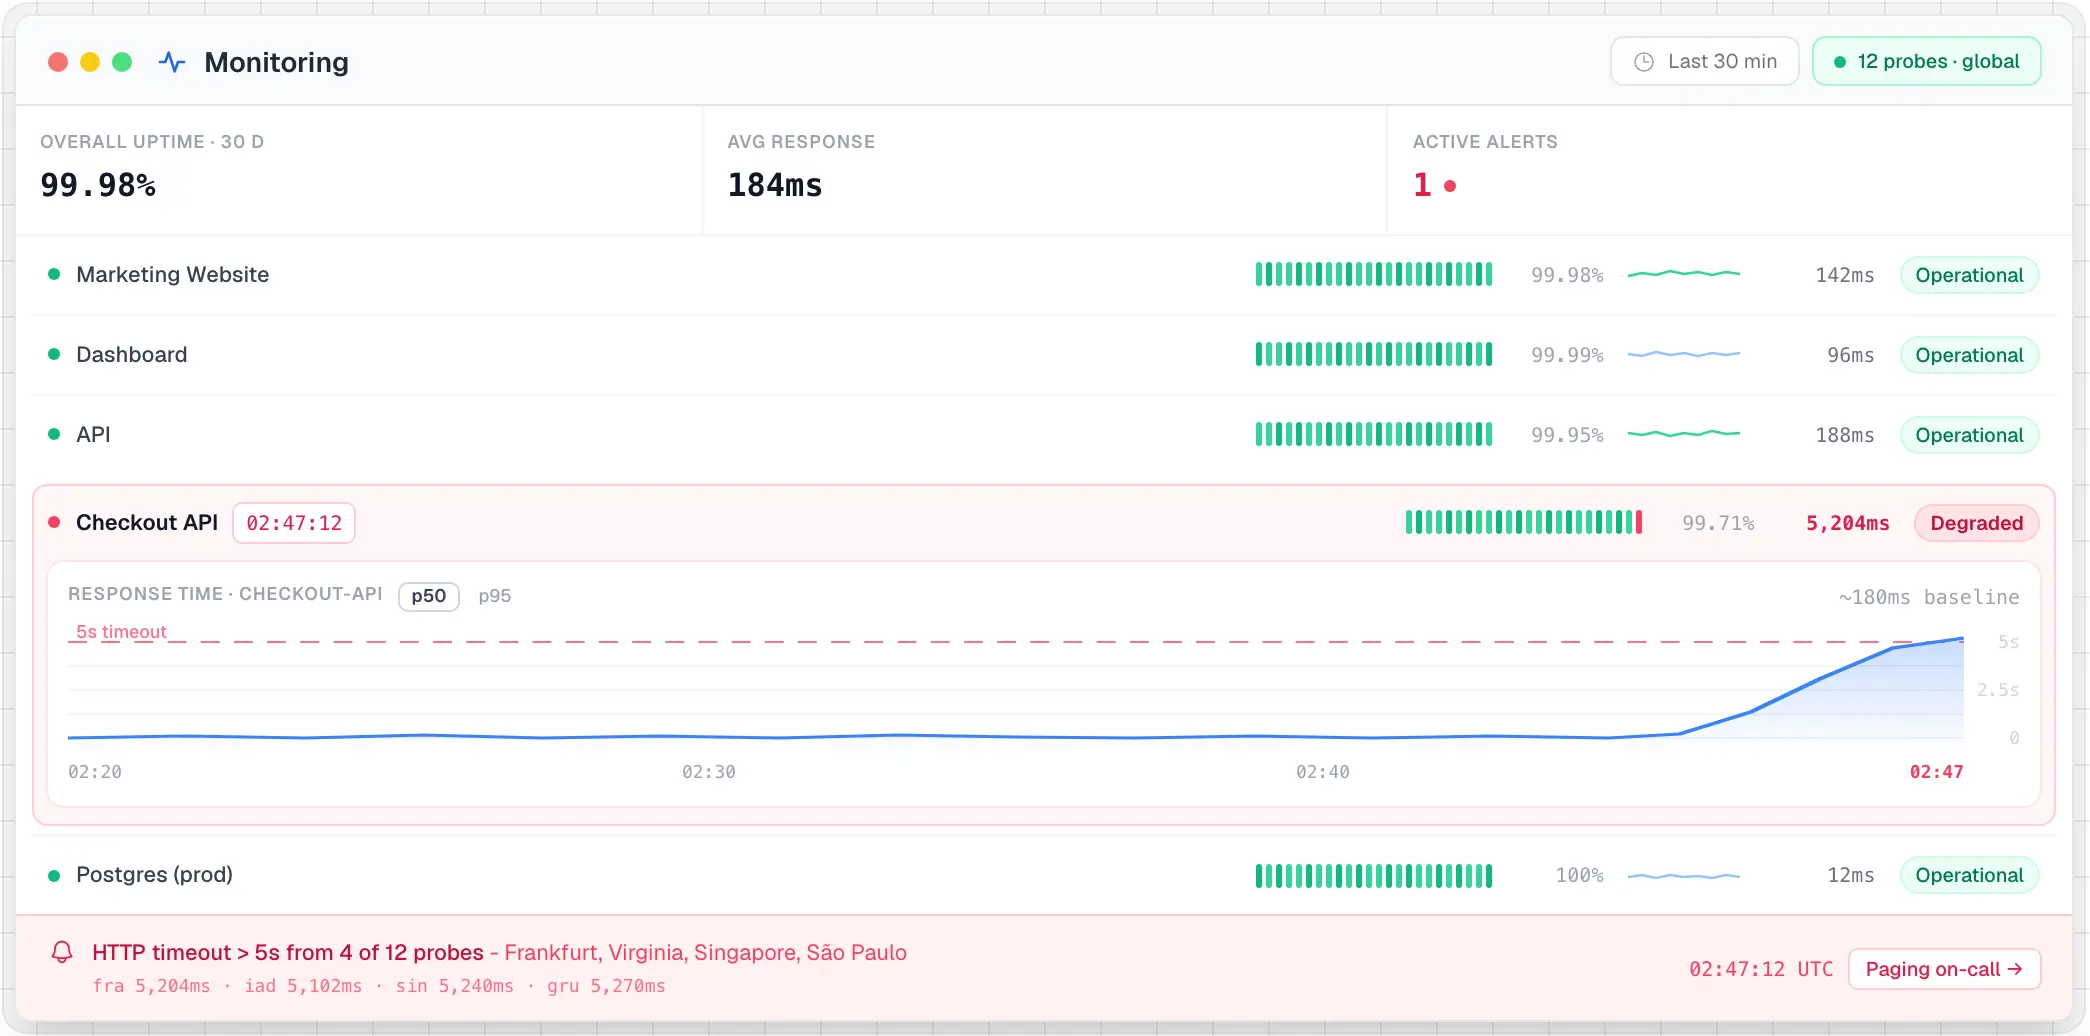 Monitoring
Last 30 min
12 probes · global
OVERALL UPTIME · 30 D
99.98%
AVG RESPONSE
184ms
ACTIVE ALERTS
1
Marketing Website 99.98% 142ms Operational
Dashboard 99.99% 96ms Operational
API 99.95% 188ms Operational
Checkout API 02:47:12 99.71% 5,204ms Degraded
RESPONSE TIME · CHECKOUT-API p50 p95 ~180ms baseline
5s timeout
5s
2.5s
0
02:20 02:30 02:40 02:47
Postgres (prod) 100% 12ms Operational
HTTP timeout > 5s from 4 of 12 probes - Frankfurt, Virginia, Singapore, São Paulo
fra 5,204ms · iad 5,102ms · sin 5,240ms · gru 5,270ms
02:47:12 UTC
Paging on-call →